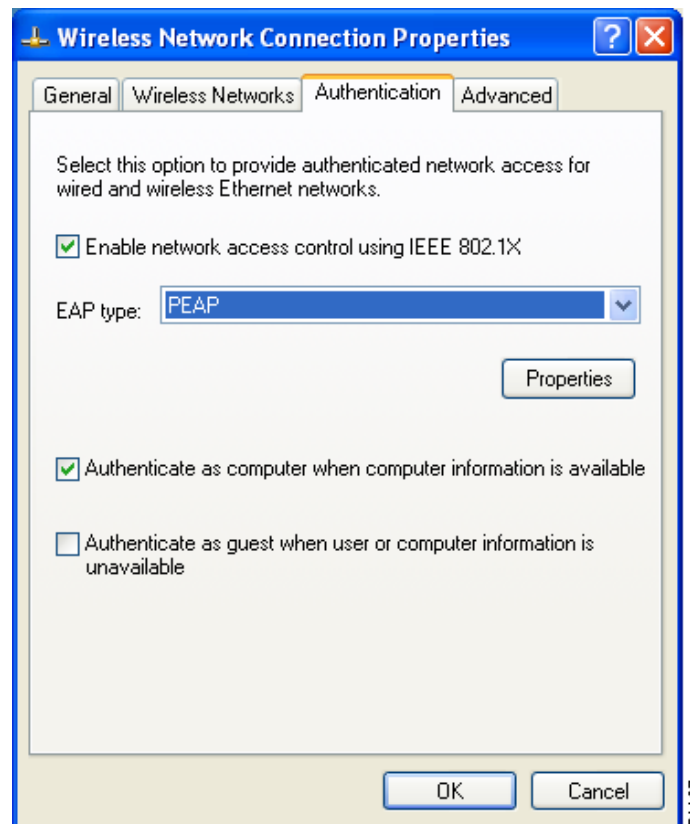 Wireless Network Connection Properties
General Wireless Networks Authentication Advanced
Select this option to provide authenticated network access for
wired and wireless Ethernet networks.
Enable network access control using IEEE 802.1X
EAP type: PEAP
Properties
Authenticate as computer when computer information is available
Authenticate as guest when user or computer information is
unavailable
OK Cancel